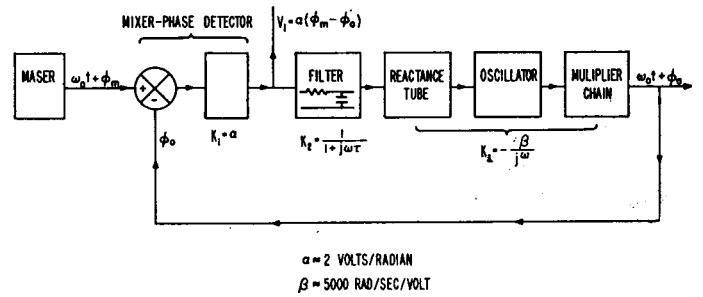 MIXER-PHASE DETECTOR
V₁=α(ϕₘ-ϕₒ)
MASER
ωₒt+ϕₘ
+
-
FILTER
REACTANCE
TUBE
OSCILLATOR
MULIPLIER
CHAIN
ωₒt+ϕₒ
ϕₒ
K₁=α
K₂=1/(1+jωτ)
K₃=-β/jω
α≈2 VOLTS/RADIAN
β≈5000 RAD/SEC/VOLT